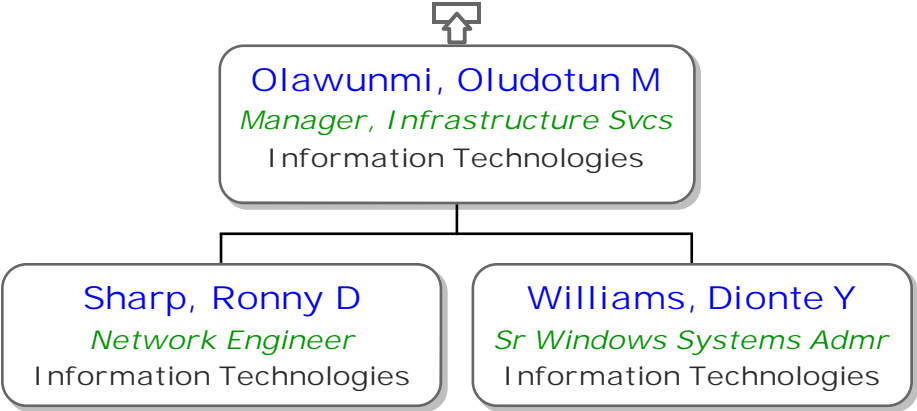 Olawunmi, Oludotun M
Manager, Infrastructure Svcs
Information Technologies
Sharp, Ronny D
Network Engineer
Information Technologies
Williams, Dionte Y
Sr Windows Systems Admr
Information Technologies